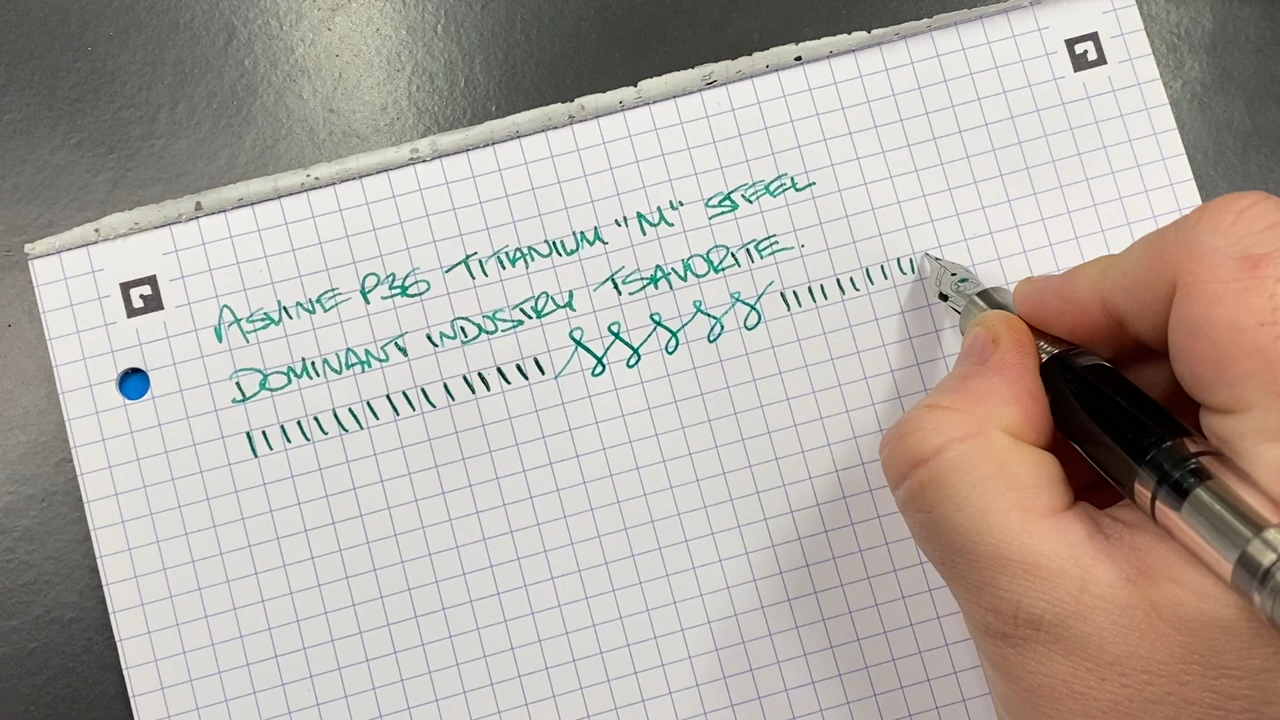 ASVINE P36 TITANIUM "M" STEEL
DOMINANT INDUSTRY TSAVORITE.